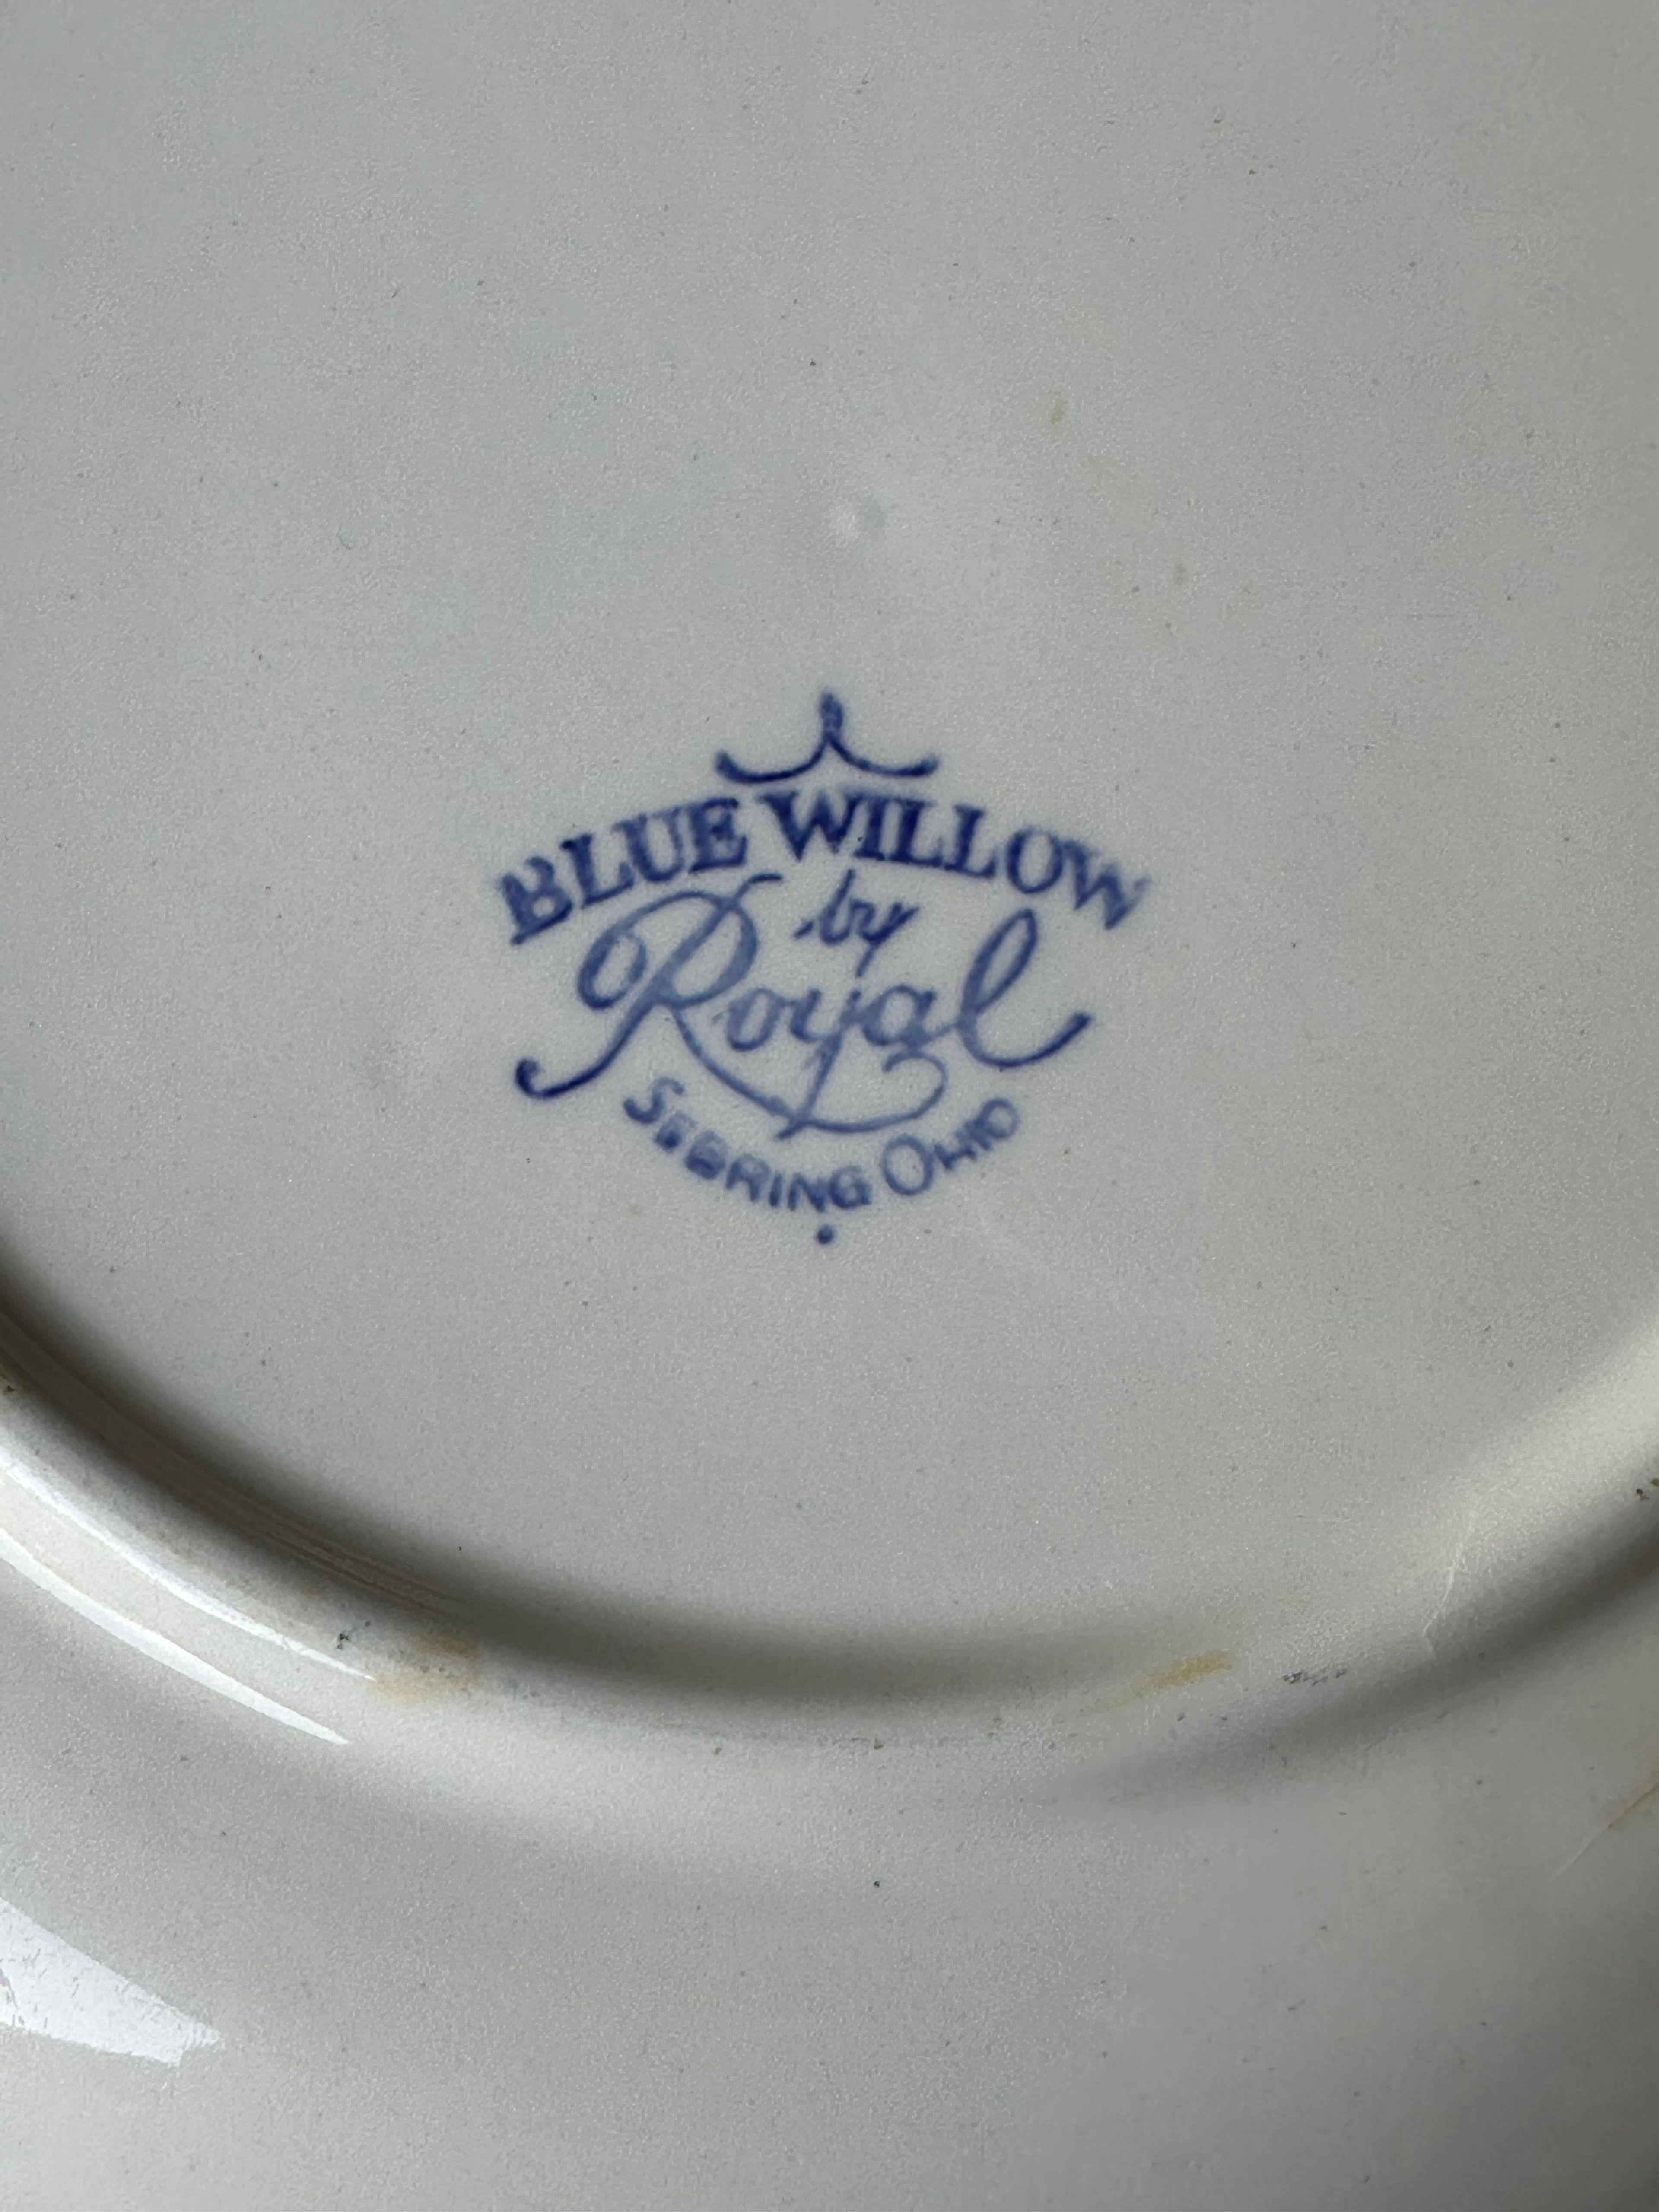 BLUE WILLOW
by
Royal
SEBRING OHIO